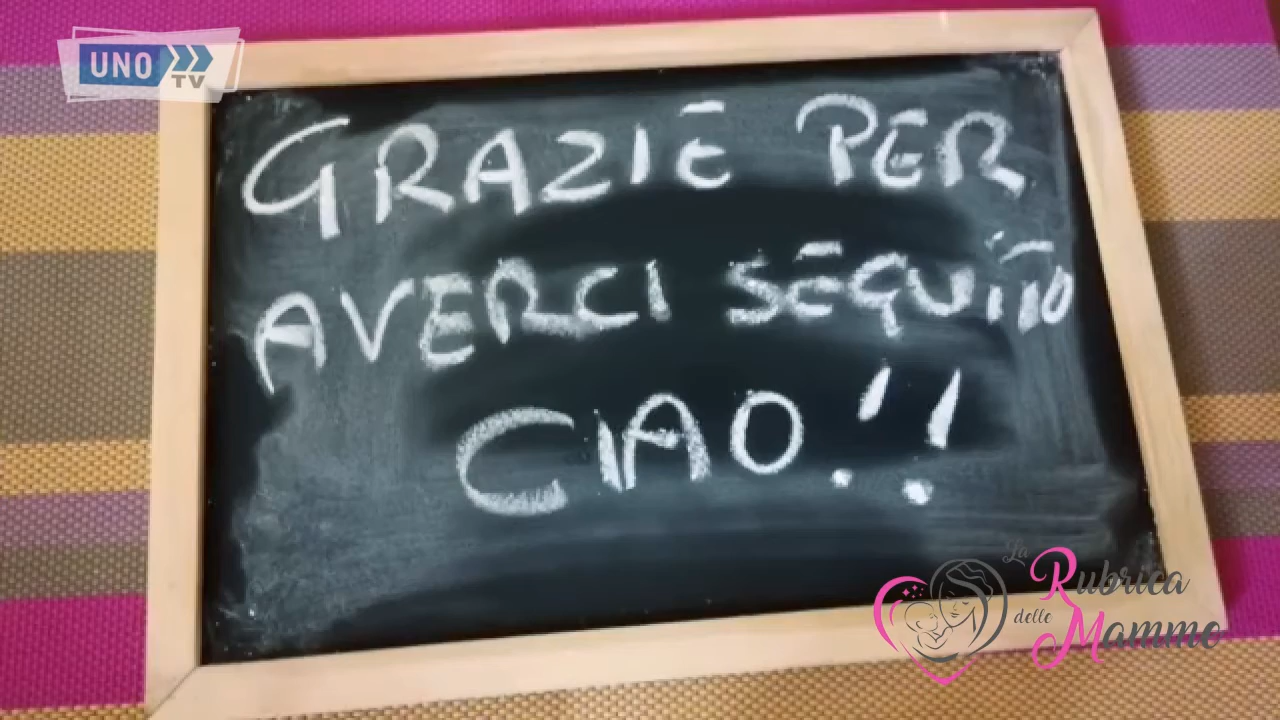 UNO TV
GRAZIE PER
AVERCI SEGUITO
CIAO!!
La Rubrica
delle Mamme